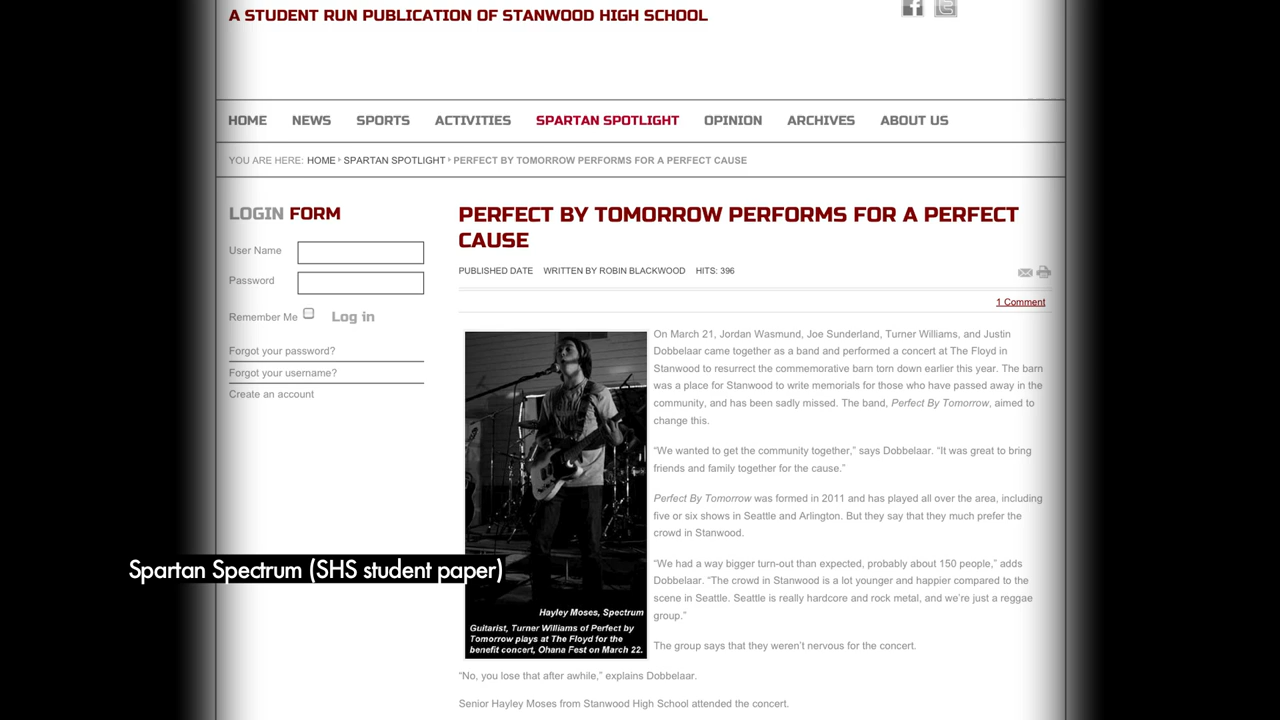 A STUDENT RUN PUBLICATION OF STANWOOD HIGH SCHOOL
HOME NEWS SPORTS ACTIVITIES SPARTAN SPOTLIGHT OPINION ARCHIVES ABOUT US
YOU ARE HERE: HOME SPARTAN SPOTLIGHT PERFECT BY TOMORROW PERFORMS FOR A PERFECT CAUSE
LOGIN FORM
User Name
Password
Remember Me Log in
Forgot your password?
Forgot your username?
Create an account
PERFECT BY TOMORROW PERFORMS FOR A PERFECT
CAUSE
PUBLISHED DATE WRITTEN BY ROBIN BLACKWOOD HITS: 396
1 Comment
On March 21, Jordan Wasmund, Joe Sunderland, Turner Williams, and Justin
Dobbelaar came together as a band and performed a concert at The Floyd in
Stanwood to resurrect the commemorative barn torn down earlier this year. The barn
was a place for Stanwood to write memorials for those who have passed away in the
community, and has been sadly missed. The band, Perfect By Tomorrow, aimed to
change this.
“We wanted to get the community together,” says Dobbelaar. “It was great to bring
friends and family together for the cause.”
Perfect By Tomorrow was formed in 2011 and has played all over the area, including
five or six shows in Seattle and Arlington. But they say that they much prefer the
crowd in Stanwood.
“We had a way bigger turn-out than expected, probably about 150 people,” adds
Dobbelaar. “The crowd in Stanwood is a lot younger and happier compared to the
scene in Seattle. Seattle is really hardcore and rock metal, and we’re just a reggae
group.”
The group says that they weren’t nervous for the concert.
Hayley Moses, Spectrum
Guitarist, Turner Williams of Perfect by
Tomorrow plays at The Floyd for the
benefit concert, Ohana Fest on March 22.
“No, you lose that after awhile,” explains Dobbelaar.
Senior Hayley Moses from Stanwood High School attended the concert.
Spartan Spectrum (SHS student paper)